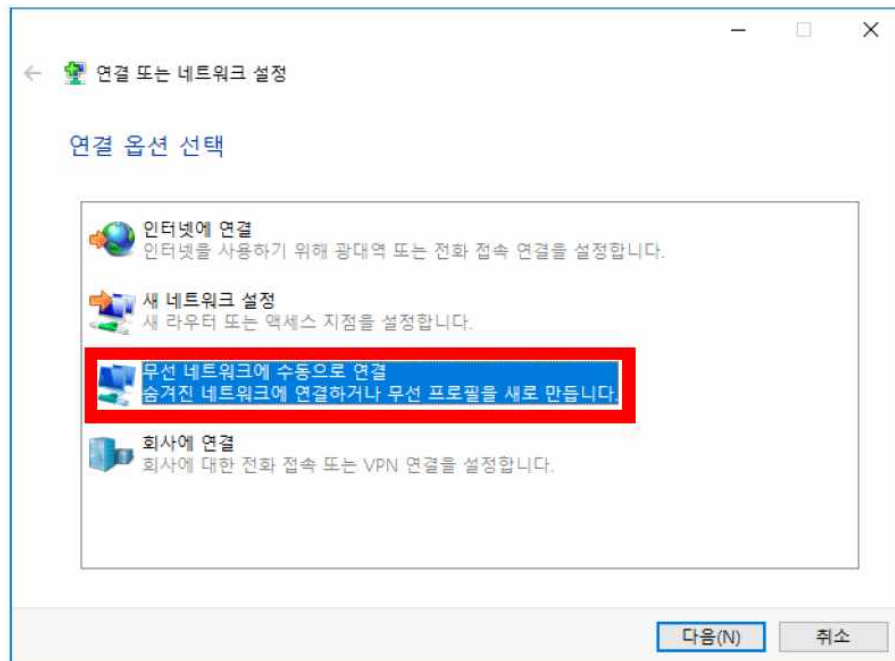 연결 또는 네트워크 설정
연결 옵션 선택
인터넷에 연결
인터넷을 사용하기 위해 광대역 또는 전화 접속 연결을 설정합니다.
새 네트워크 설정
새 라우터 또는 액세스 지점을 설정합니다.
무선 네트워크에 수동으로 연결
숨겨진 네트워크에 연결하거나 무선 프로필을 새로 만듭니다.
회사에 연결
회사에 대한 전화 접속 또는 VPN 연결을 설정합니다.
다음(N) 취소